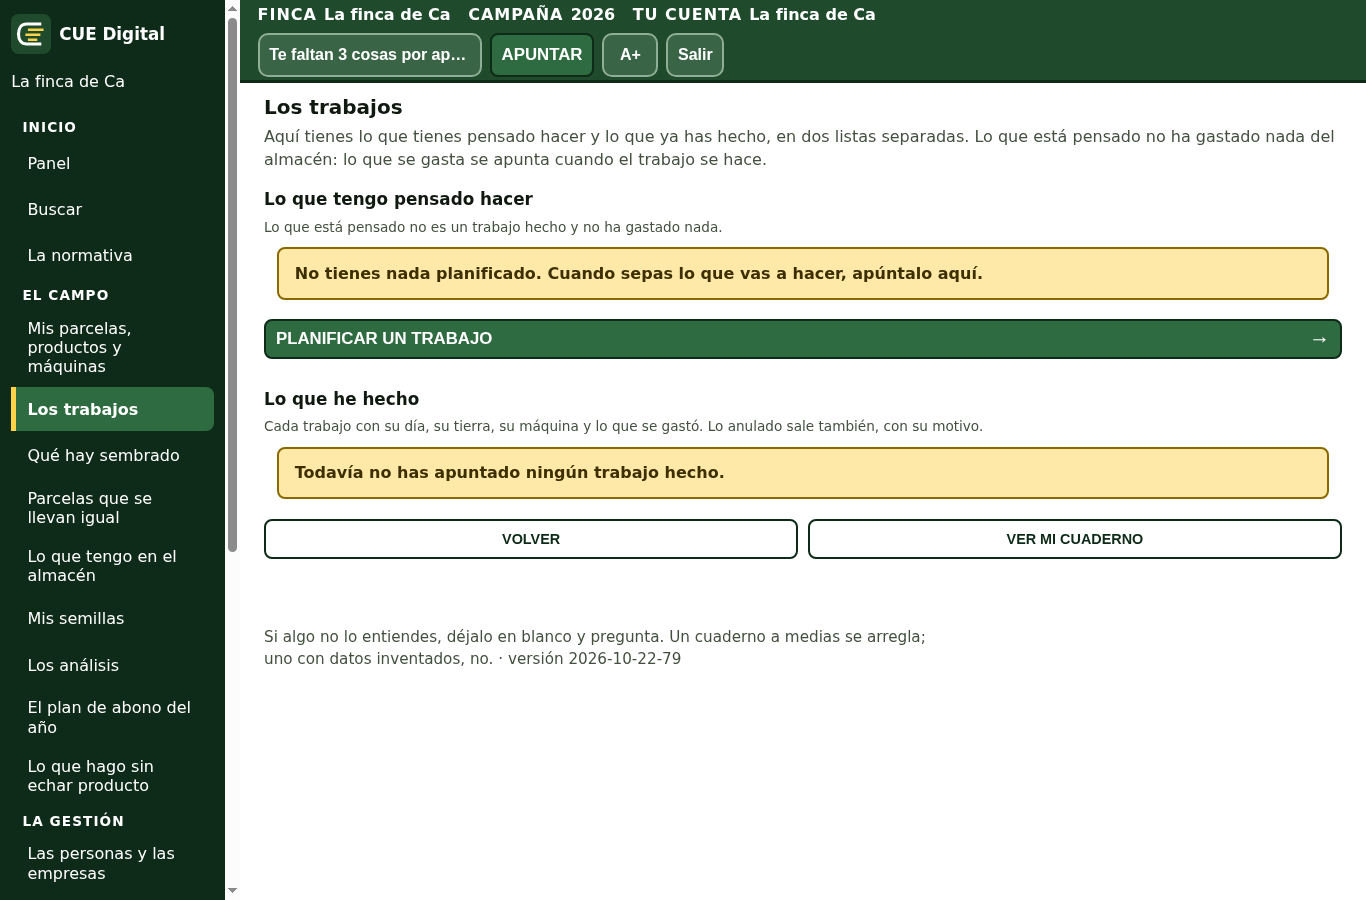 CUE Digital
La finca de Ca
INICIO
Panel
Buscar
La normativa
EL CAMPO
Mis parcelas,
productos y
máquinas
Los trabajos
Qué hay sembrado
Parcelas que se
llevan igual
Lo que tengo en el
almacén
Mis semillas
Los análisis
El plan de abono del
año
Lo que hago sin
echar producto
LA GESTIÓN
Las personas y las
empresas
FINCA La finca de Ca CAMPAÑA 2026 TU CUENTA La finca de Ca
Te faltan 3 cosas por ap… APUNTAR A+ Salir
Los trabajos
Aquí tienes lo que tienes pensado hacer y lo que ya has hecho, en dos listas separadas. Lo que está pensado no ha gastado nada del
almacén: lo que se gasta se apunta cuando el trabajo se hace.
Lo que tengo pensado hacer
Lo que está pensado no es un trabajo hecho y no ha gastado nada.
No tienes nada planificado. Cuando sepas lo que vas a hacer, apúntalo aquí.
PLANIFICAR UN TRABAJO →
Lo que he hecho
Cada trabajo con su día, su tierra, su máquina y lo que se gastó. Lo anulado sale también, con su motivo.
Todavía no has apuntado ningún trabajo hecho.
VOLVER VER MI CUADERNO
Si algo no lo entiendes, déjalo en blanco y pregunta. Un cuaderno a medias se arregla;
uno con datos inventados, no. · versión 2026-10-22-79